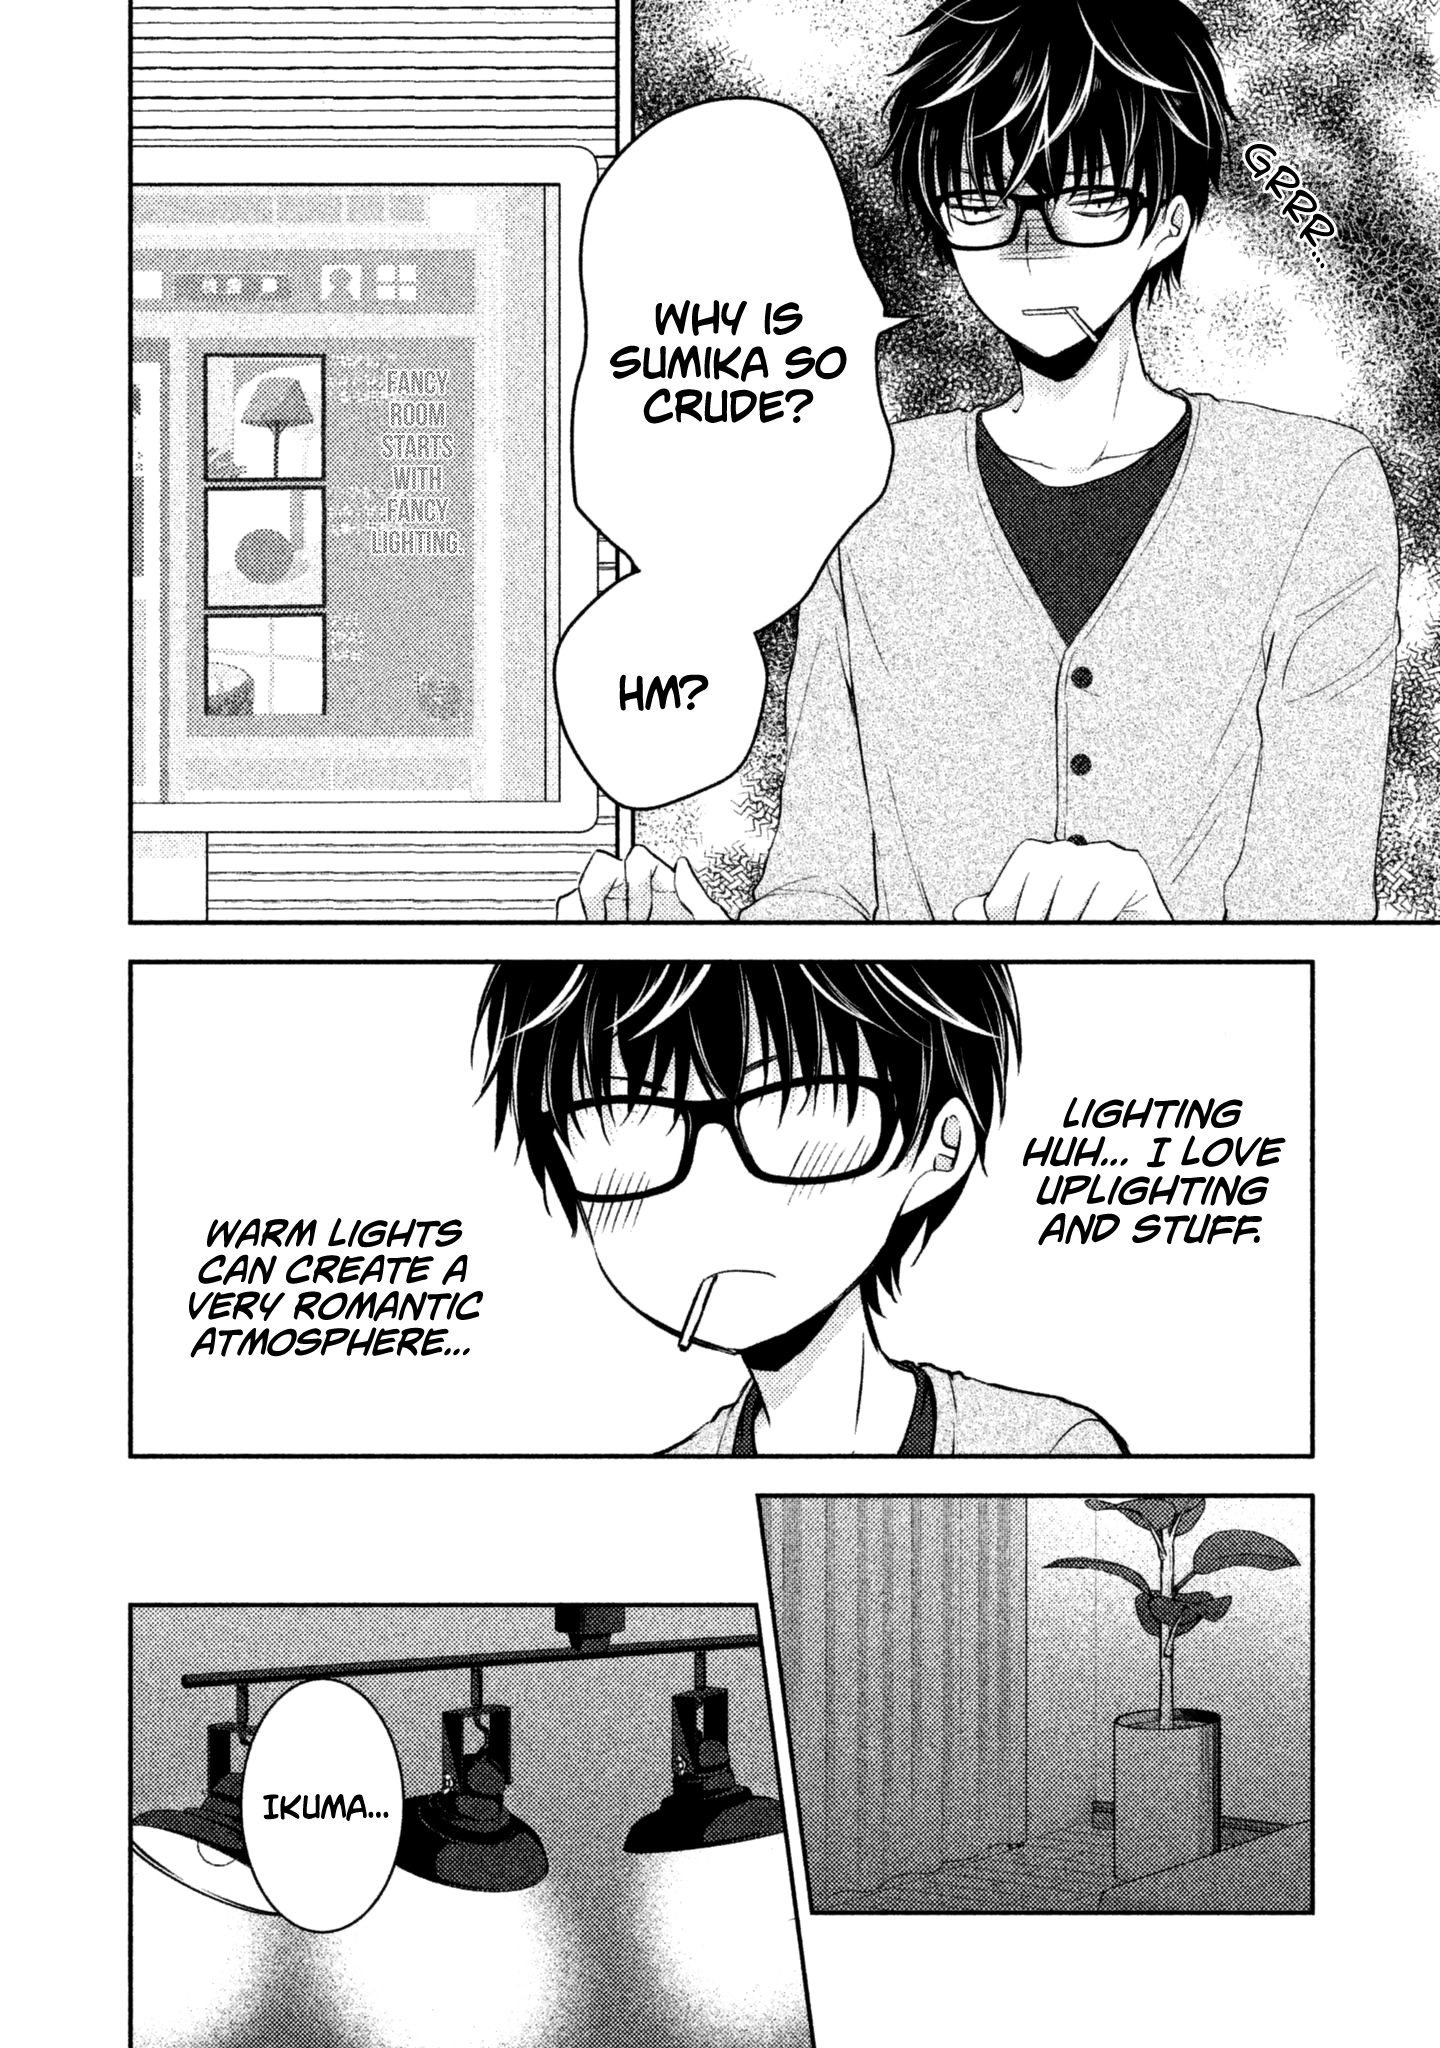 GRRR...
WHY IS
SUMIKA SO
CRUDE?
HM?
FANCY
ROOM
STARTS
WITH
FANCY
LIGHTING.
LIGHTING
HUH... I LOVE
UPLIGHTING
AND STUFF.
WARM LIGHTS
CAN CREATE A
VERY ROMANTIC
ATMOSPHERE...
IKUMA...